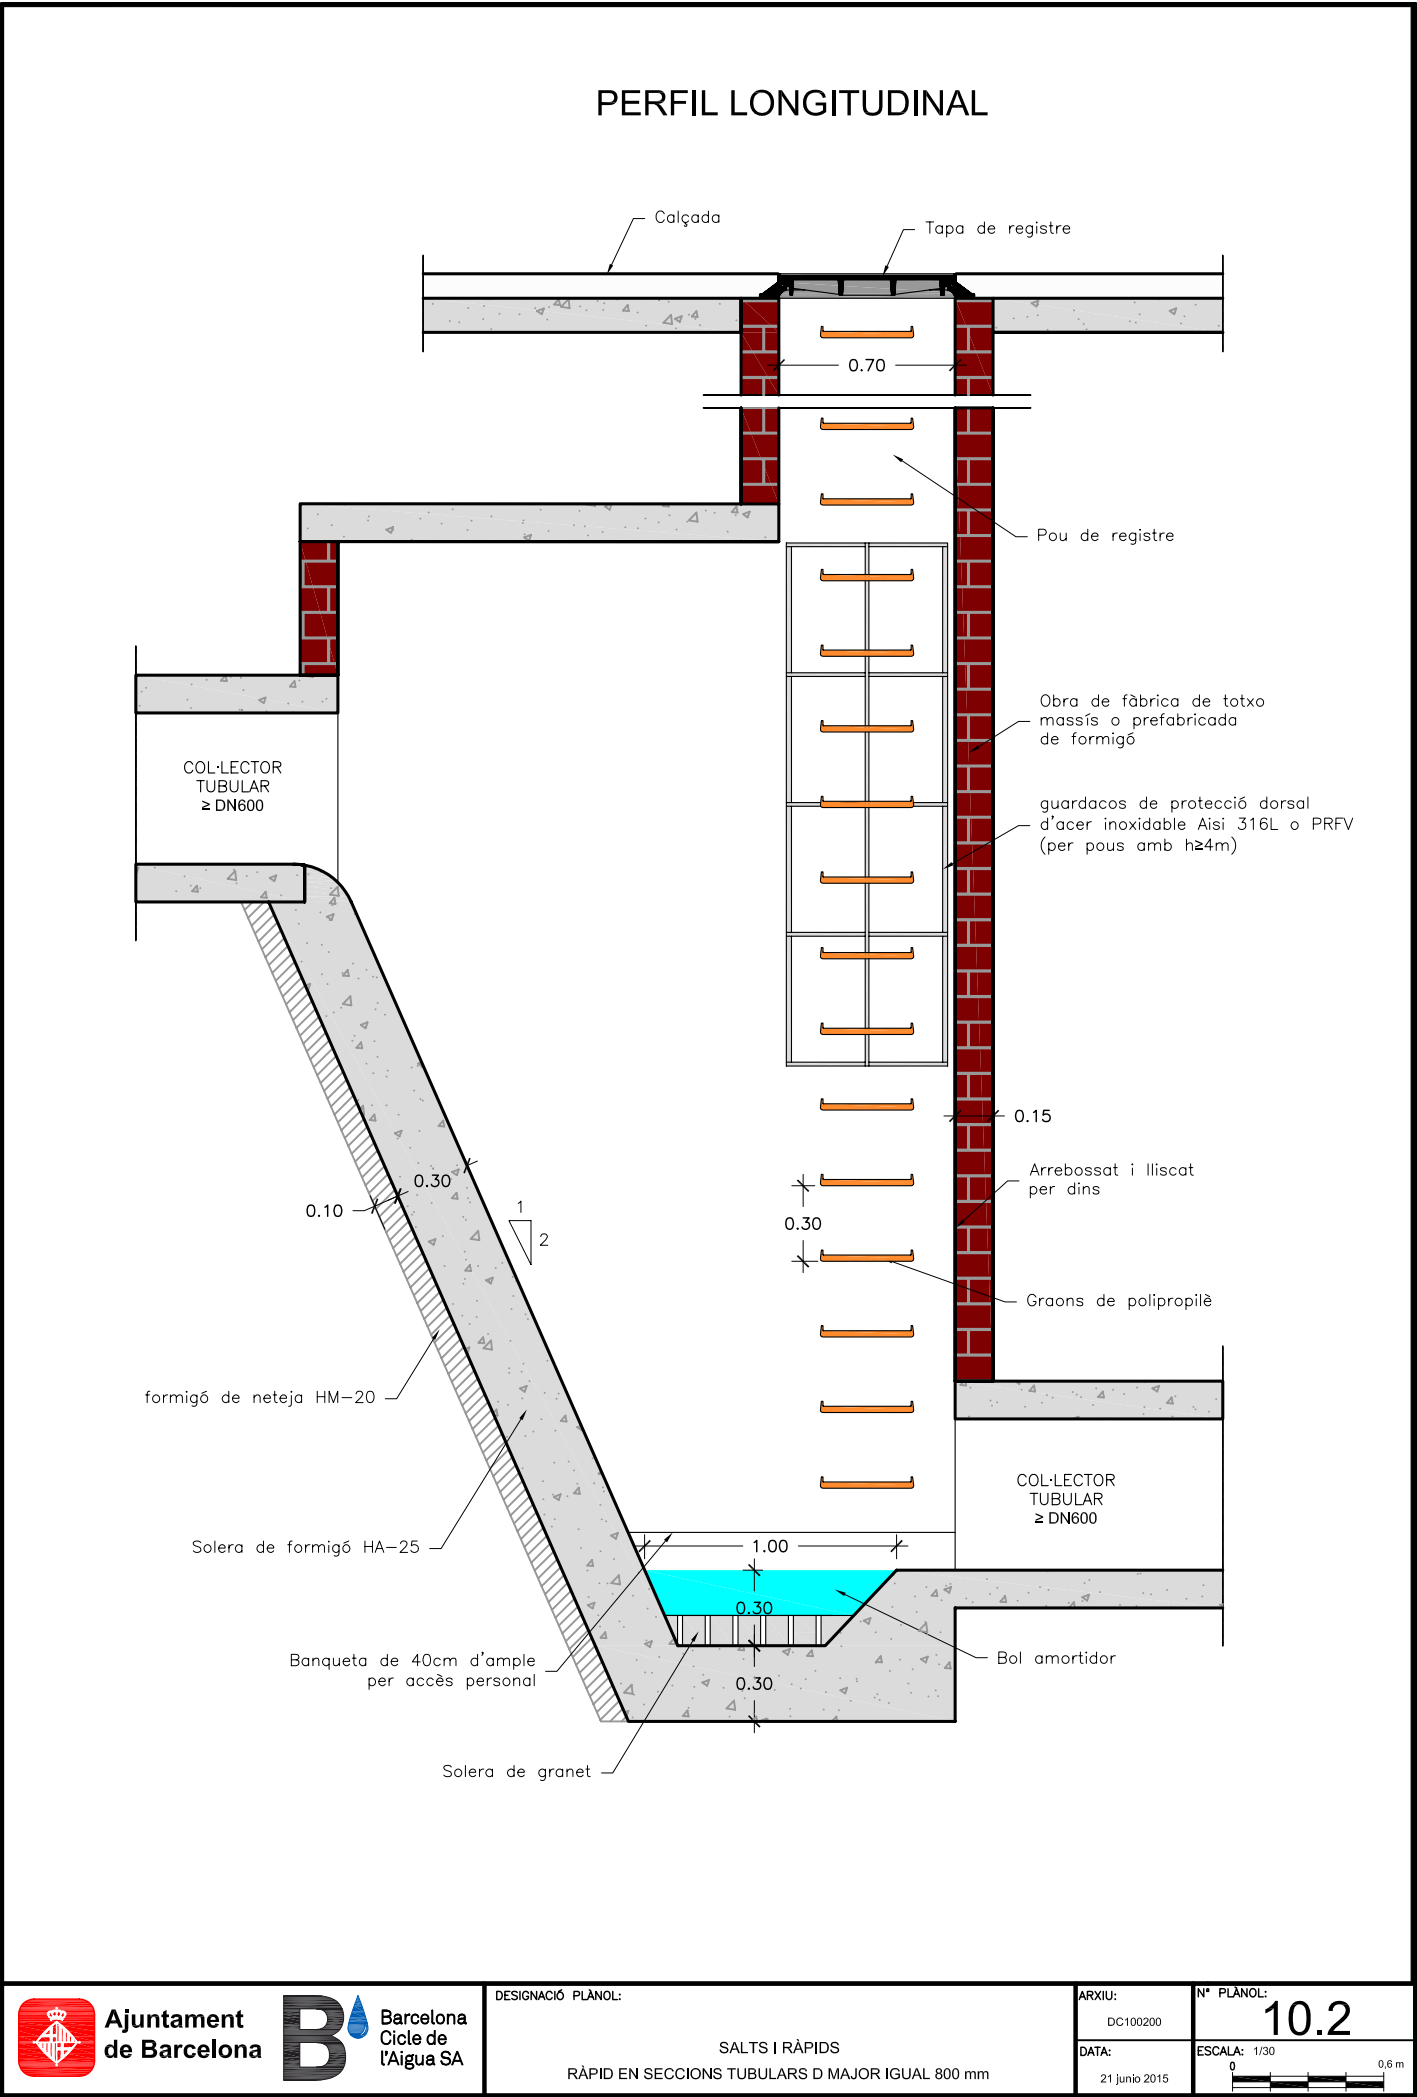 PERFIL LONGITUDINAL
Calçada
Tapa de registre
0.70
Pou de registre
Obra de fàbrica de totxo
massís o prefabricada
de formigó
COL·LECTOR
TUBULAR
≥ DN600
guardacos de protecció dorsal
d'acer inoxidable Aisi 316L o PRFV
(per pous amb h≥4m)
0.15
Arrebossat i lliscat
per dins
0.30
0.10
1
2
0.30
Graons de polipropilè
formigó de neteja HM-20
COL·LECTOR
TUBULAR
≥ DN600
Solera de formigó HA-25
1.00
0.30
Banqueta de 40cm d'ample
per accès personal
Bol amortidor
0.30
Solera de granet
Ajuntament
de Barcelona
B
Barcelona
Cicle de
l'Aigua SA
DESIGNACIÓ PLÀNOL:
SALTS I RÀPIDS
RÀPID EN SECCIONS TUBULARS D MAJOR IGUAL 800 mm
ARXIU:
DC100200
DATA:
21 junio 2015
Nº PLÀNOL:
10.2
ESCALA: 1/30
0
0,6 m